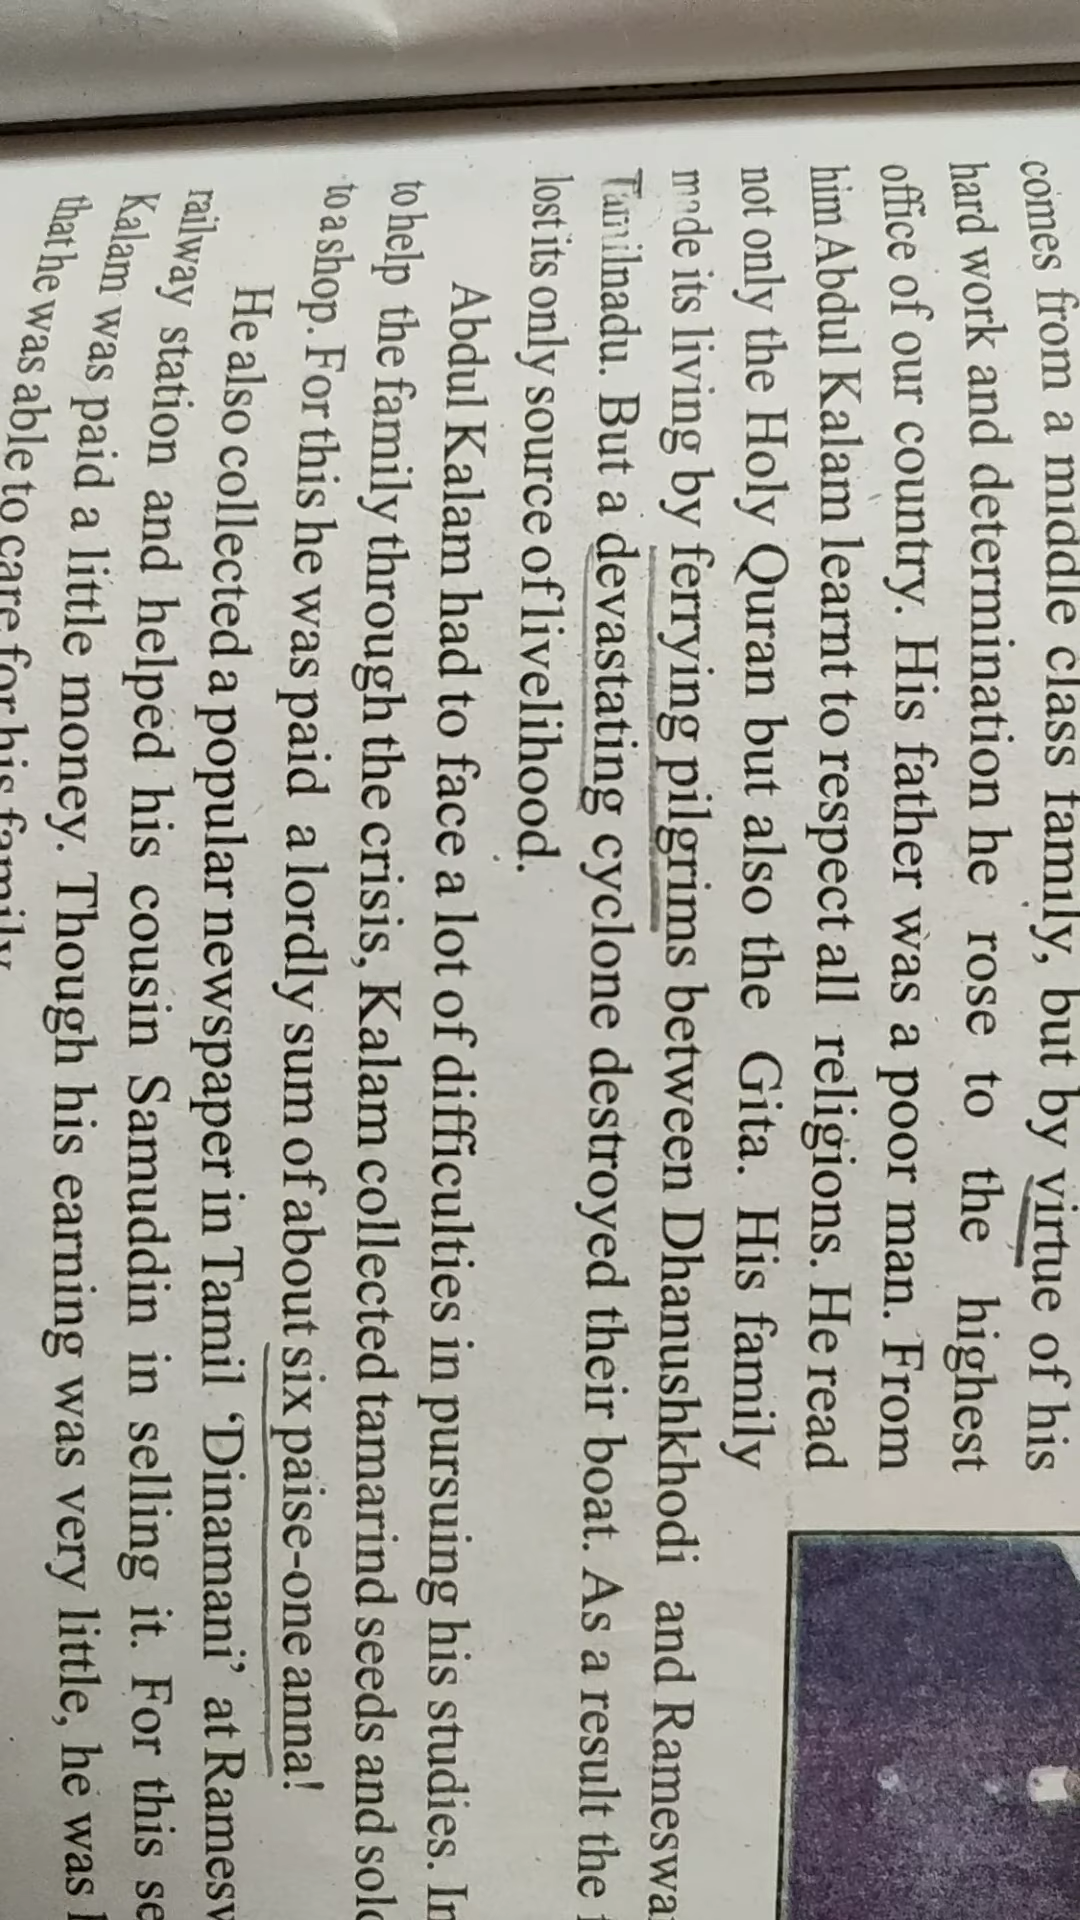 comes from a middle class family, but by virtue of his
hard work and determination he rose to the highest
office of our country. His father was a poor man. From
him Abdul Kalam learnt to respect all religions. He read
not only the Holy Quran but also the Gita. His family
made its living by ferrying pilgrims between Dhanushkhodi and
Tamilnadu. But a devastating cyclone destroyed their boat. As a result the
lost its only source of livelihood.
Abdul Kalam had to face a lot of difficulties in pursuing his studies. In
to help the family through the crisis, Kalam collected tamarind seeds and
to a shop. For this he was paid a lordly sum of about six paise-one anna!
He also collected a popular newspaper in Tamil 'Dinamani' at
railway station and helped his cousin Samuddin in selling it. For this
Kalam was paid a little money. Though his earning was very little, he was
that he was able to care for his family